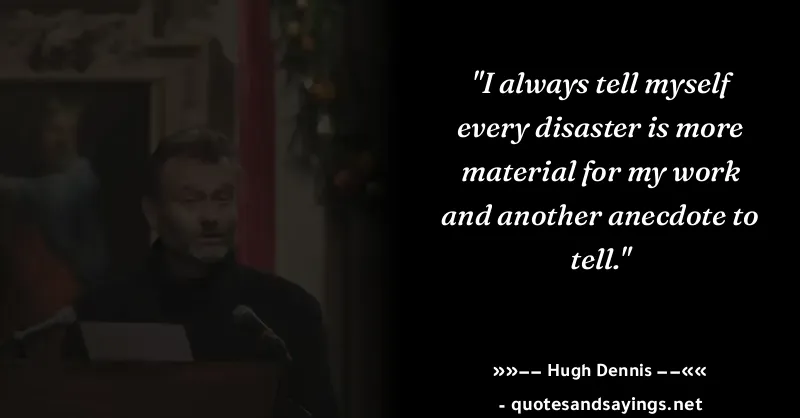 "I always tell myself
every disaster is more
material for my work
and another anecdote to
tell."
»»–– Hugh Dennis ––««
- quotesandsayings.net